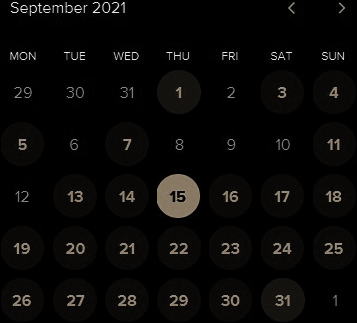 September 2021
MON TUE WED THU FRI SAT SUN
29 30 31 1 2 3 4
5 6 7 8 9 10 11
12 13 14 15 16 17 18
19 20 21 22 23 24 25
26 27 28 29 30 31 1